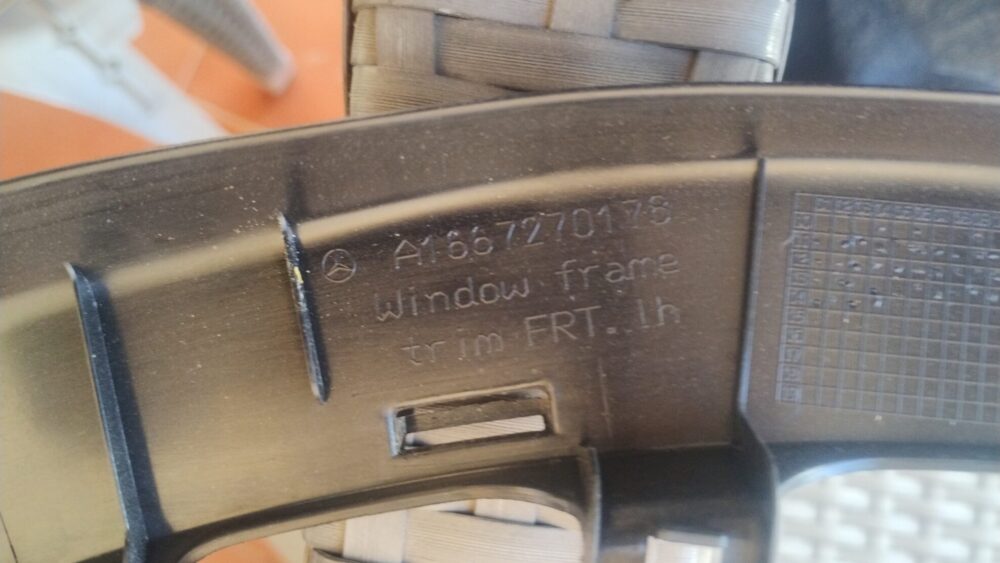 A1667270178
Window frame
trim FRT. lh